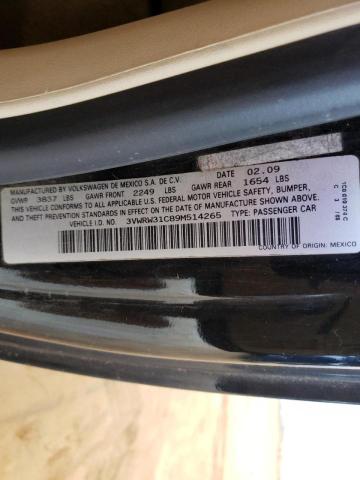 MANUFACTURED BY VOLKSWAGEN DE MEXICO S.A. DE C.V. DATE 02.09
GVWR 3837 LBS GAWR FRONT 2249 LBS GAWR REAR 1654 LBS
THIS VEHICLE CONFORMS TO ALL APPLICABLE FEDERAL MOTOR VEHICLE SAFETY, BUMPER,
AND THEFT PREVENTION STANDARDS IN EFFECT ON THE DATE OF MANUFACTURE SHOWN ABOVE.
VEHICLE I.D. NO. 3VWRW31C89M514265 TYPE: PASSENGER CAR
COUNTRY OF ORIGIN: MEXICO